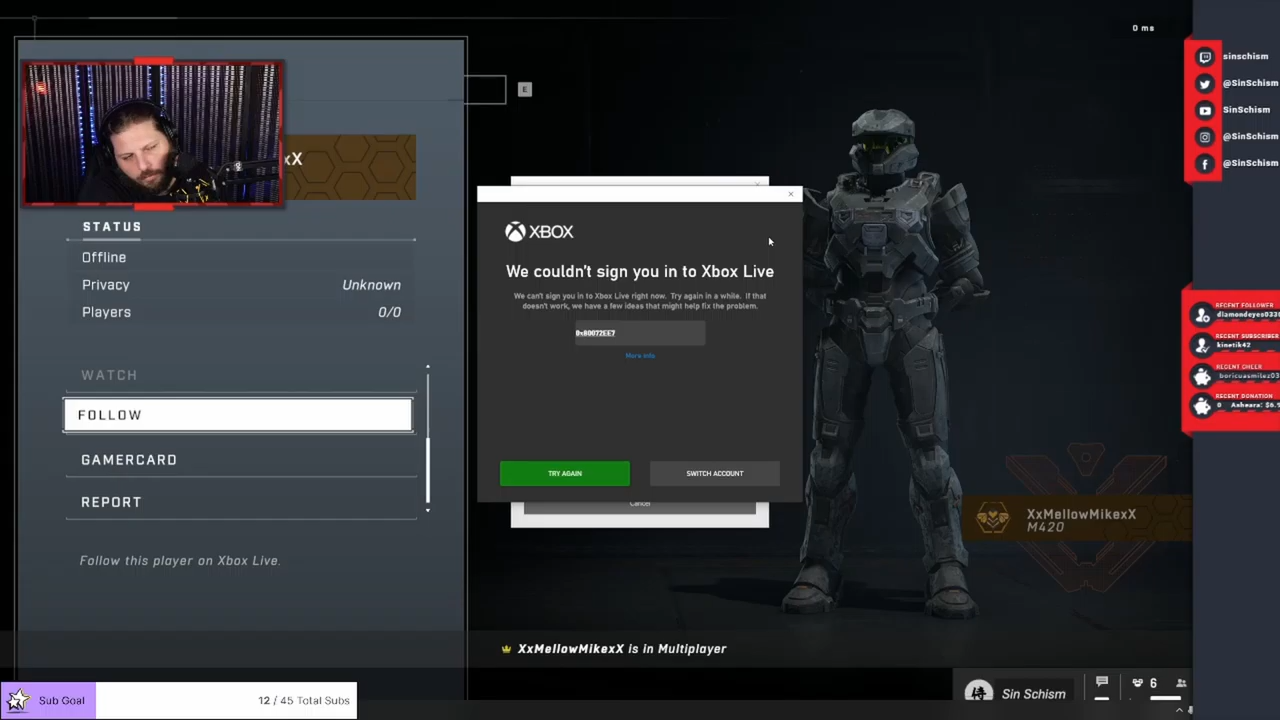 0 ms
sinschism
@SinSchism
SinSchism
@SinSchism
@SinSchism
E
xX
STATUS
Offline
Privacy Unknown
Players 0/0
WATCH
FOLLOW
GAMERCARD
REPORT
Follow this player on Xbox Live.
XBOX
We couldn't sign you in to Xbox Live
We can't sign you in to Xbox Live right now. Try again in a while. If that
doesn't work, we have a few ideas that might help fix the problem.
0x80072EE7
More info
TRY AGAIN SWITCH ACCOUNT
Cancel
RECENT FOLLOWER
RECENT SUBSCRIBER
kinetik42
RECENT CHEER
RECENT DONATION
XxMellowMikexX
M420
XxMellowMikexX is in Multiplayer
Sin Schism
6
Sub Goal 12 / 45 Total Subs